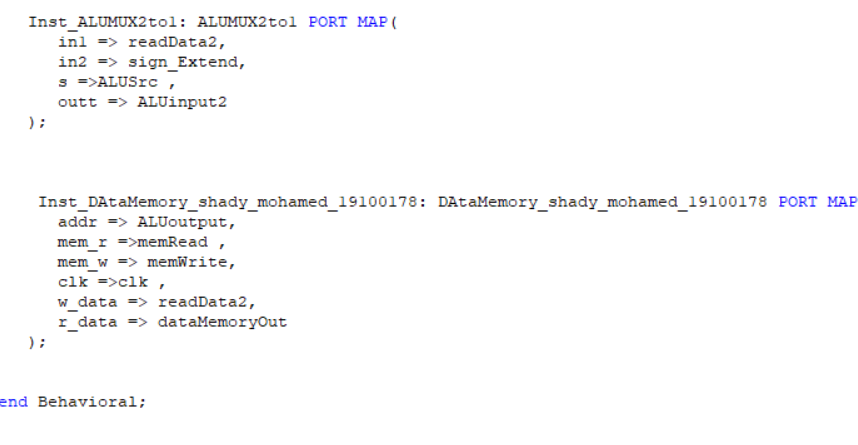 Inst_ALUMUX2to1: ALUMUX2to1 PORT MAP(
in1 => readData2,
in2 => sign_Extend,
s =>ALUSrc ,
outt => ALUinput2
);
Inst_DAtaMemory_shady_mohamed_19100178: DAtaMemory_shady_mohamed_19100178 PORT MAP
addr => ALUoutput,
mem_r =>memRead ,
mem_w => memWrite,
clk =>clk ,
w_data => readData2,
r_data => dataMemoryOut
);
end Behavioral;